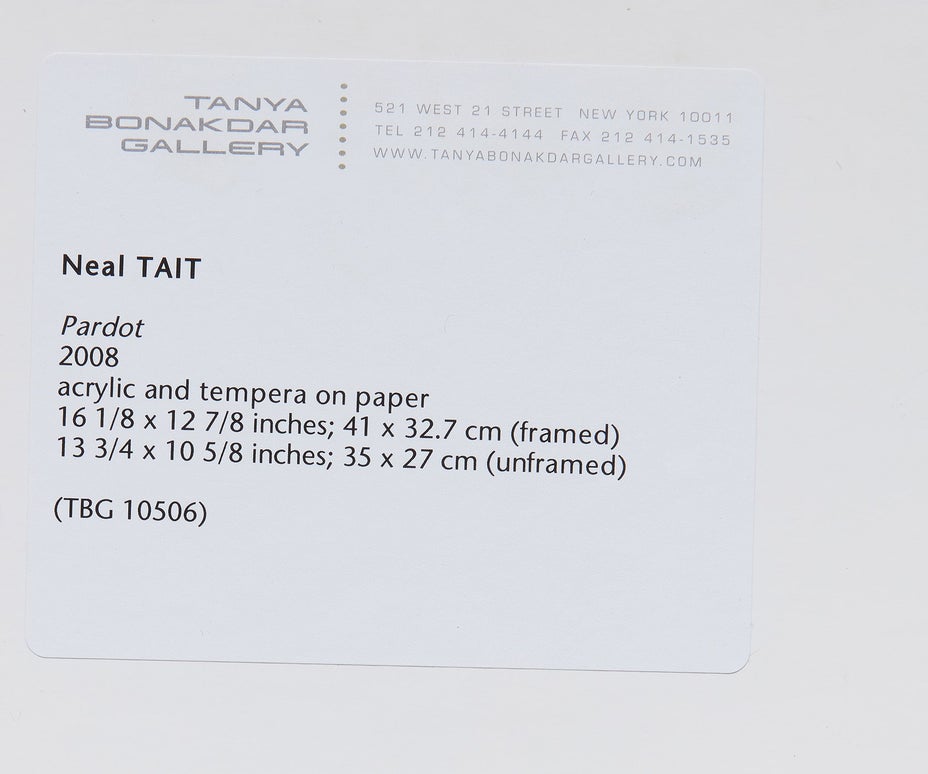 TANYA
BONAKDAR
GALLERY
521 WEST 21 STREET NEW YORK 10011
TEL 212 414-4144 FAX 212 414-1535
WWW.TANYABONAKDARGALLERY.COM
Neal TAIT
Pardot
2008
acrylic and tempera on paper
16 1/8 x 12 7/8 inches; 41 x 32.7 cm (framed)
13 3/4 x 10 5/8 inches; 35 x 27 cm (unframed)
(TBG 10506)